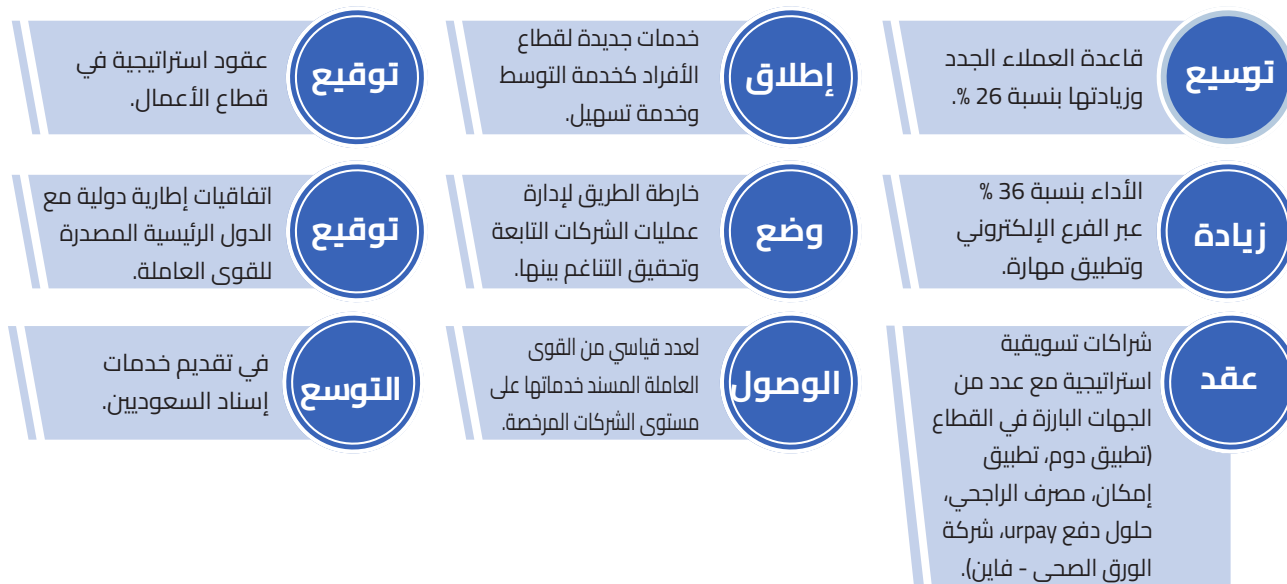 توسيع
قاعدة العملاء الجدد
وزيادتها بنسبة 26 %.
إطلاق
خدمات جديدة لقطاع
الأفراد كخدمة التوسط
وخدمة تسهيل.
توقيع
عقود استراتيجية في
قطاع الأعمال.
زيادة
الأداء بنسبة 36 %
عبر الفرع الإلكتروني
وتطبيق مهارة.
وضع
خارطة الطريق لإدارة
عمليات الشركات التابعة
وتحقيق التناغم بينها.
توقيع
اتفاقيات إطارية دولية مع
الدول الرئيسية المصدرة
للقوى العاملة.
عقد
شراكات تسويقية
استراتيجية مع عدد من
الجهات البارزة في القطاع
(تطبيق دوم، تطبيق
إمكان، مصرف الراجحي،
حلول دفع urpay، شركة
الورق الصحي - فاين).
الوصول
لعدد قياسي من القوى
العاملة المسند خدماتها على
مستوى الشركات المرخصة.
التوسع
في تقديم خدمات
إسناد السعوديين.